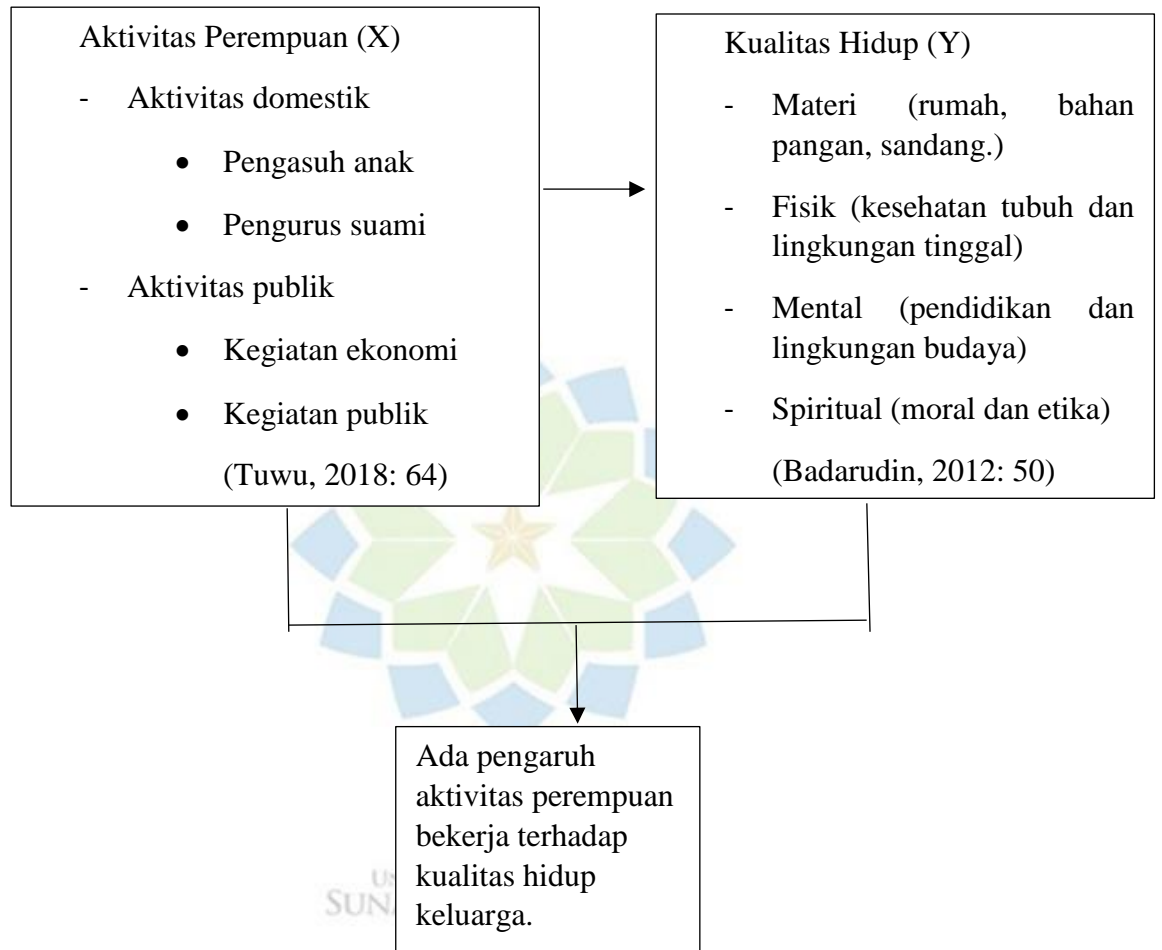 Aktivitas Perempuan (X)
- Aktivitas domestik
• Pengasuh anak
• Pengurus suami
- Aktivitas publik
• Kegiatan ekonomi
• Kegiatan publik
(Tuwu, 2018: 64)
Kualitas Hidup (Y)
- Materi (rumah, bahan
pangan, sandang.)
- Fisik (kesehatan tubuh dan
lingkungan tinggal)
- Mental (pendidikan dan
lingkungan budaya)
- Spiritual (moral dan etika)
(Badarudin, 2012: 50)
Ada pengaruh
aktivitas perempuan
bekerja terhadap
kualitas hidup
keluarga.